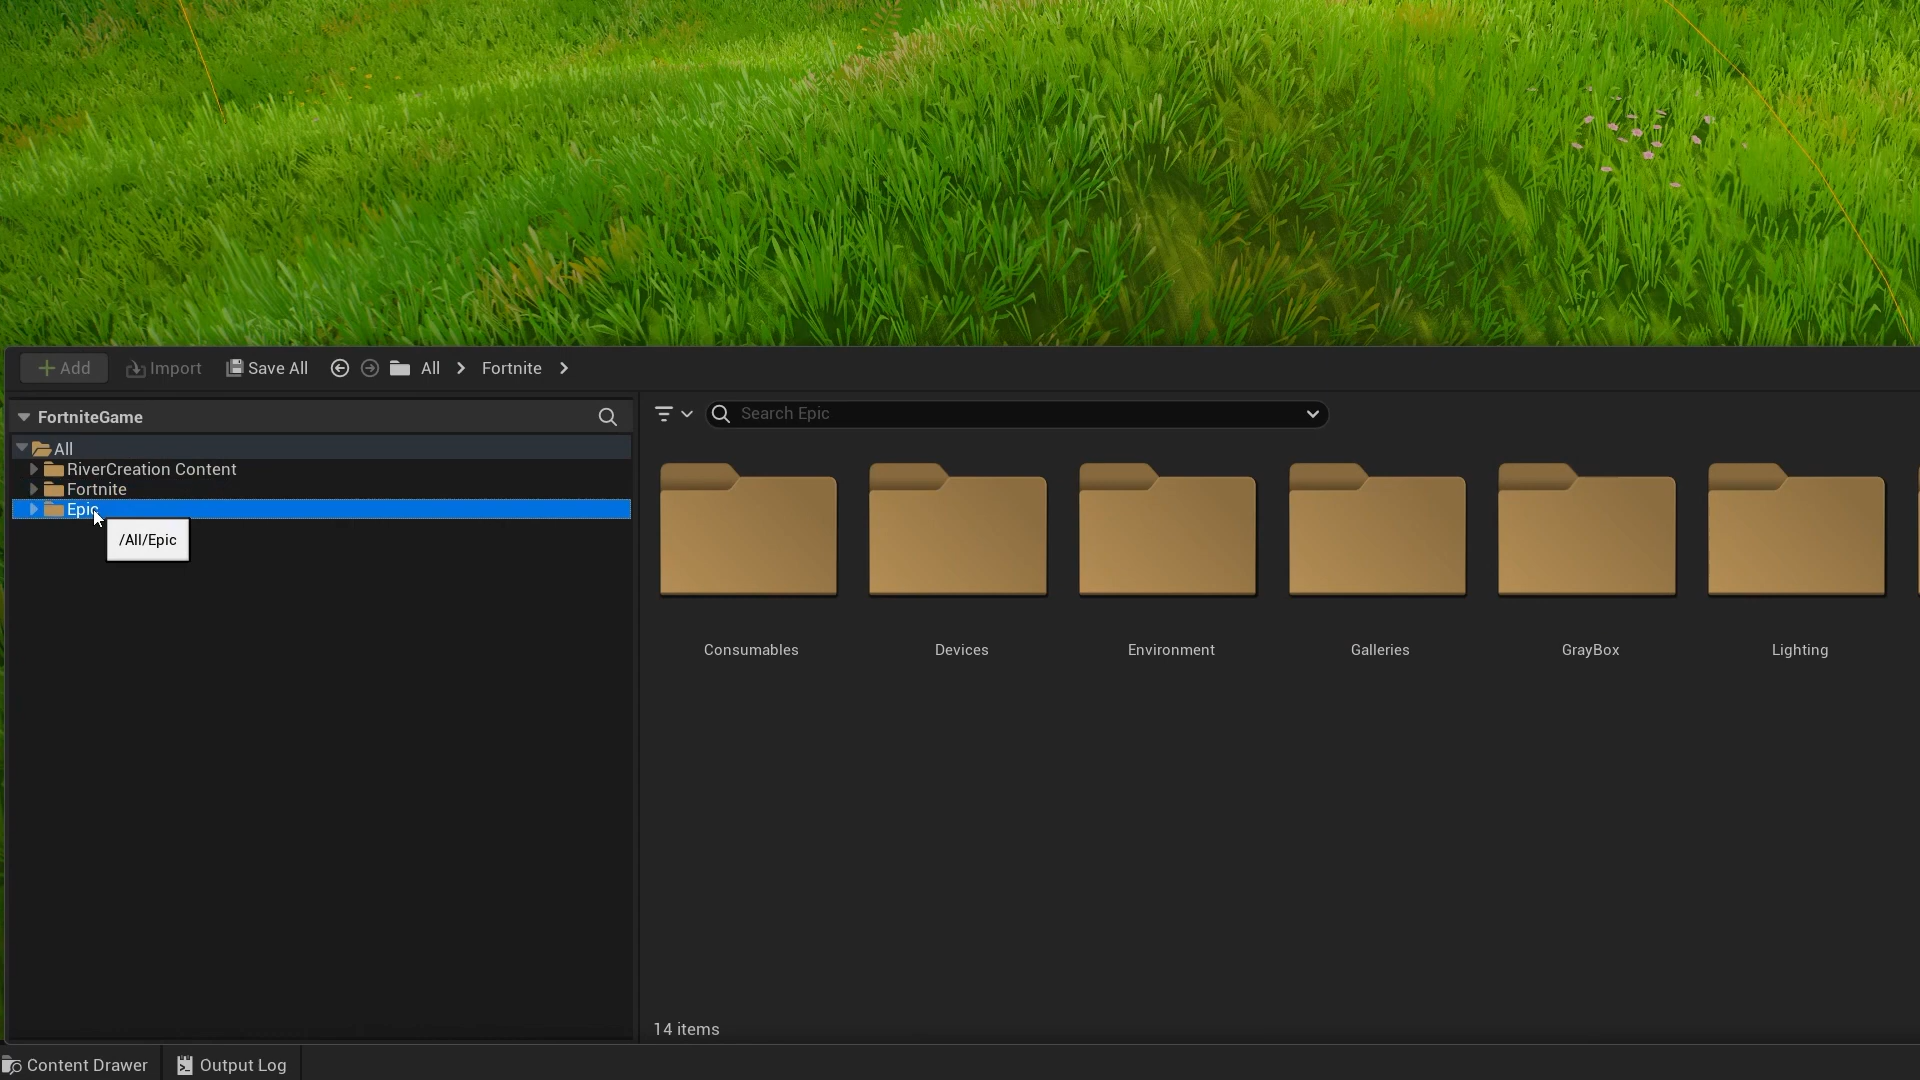 Add Import Save All All Fortnite
FortniteGame
Search Epic
All
RiverCreation Content
Fortnite
Epic
/All/Epic
Consumables Devices Environment Galleries GrayBox Lighting
14 items
Content Drawer Output Log